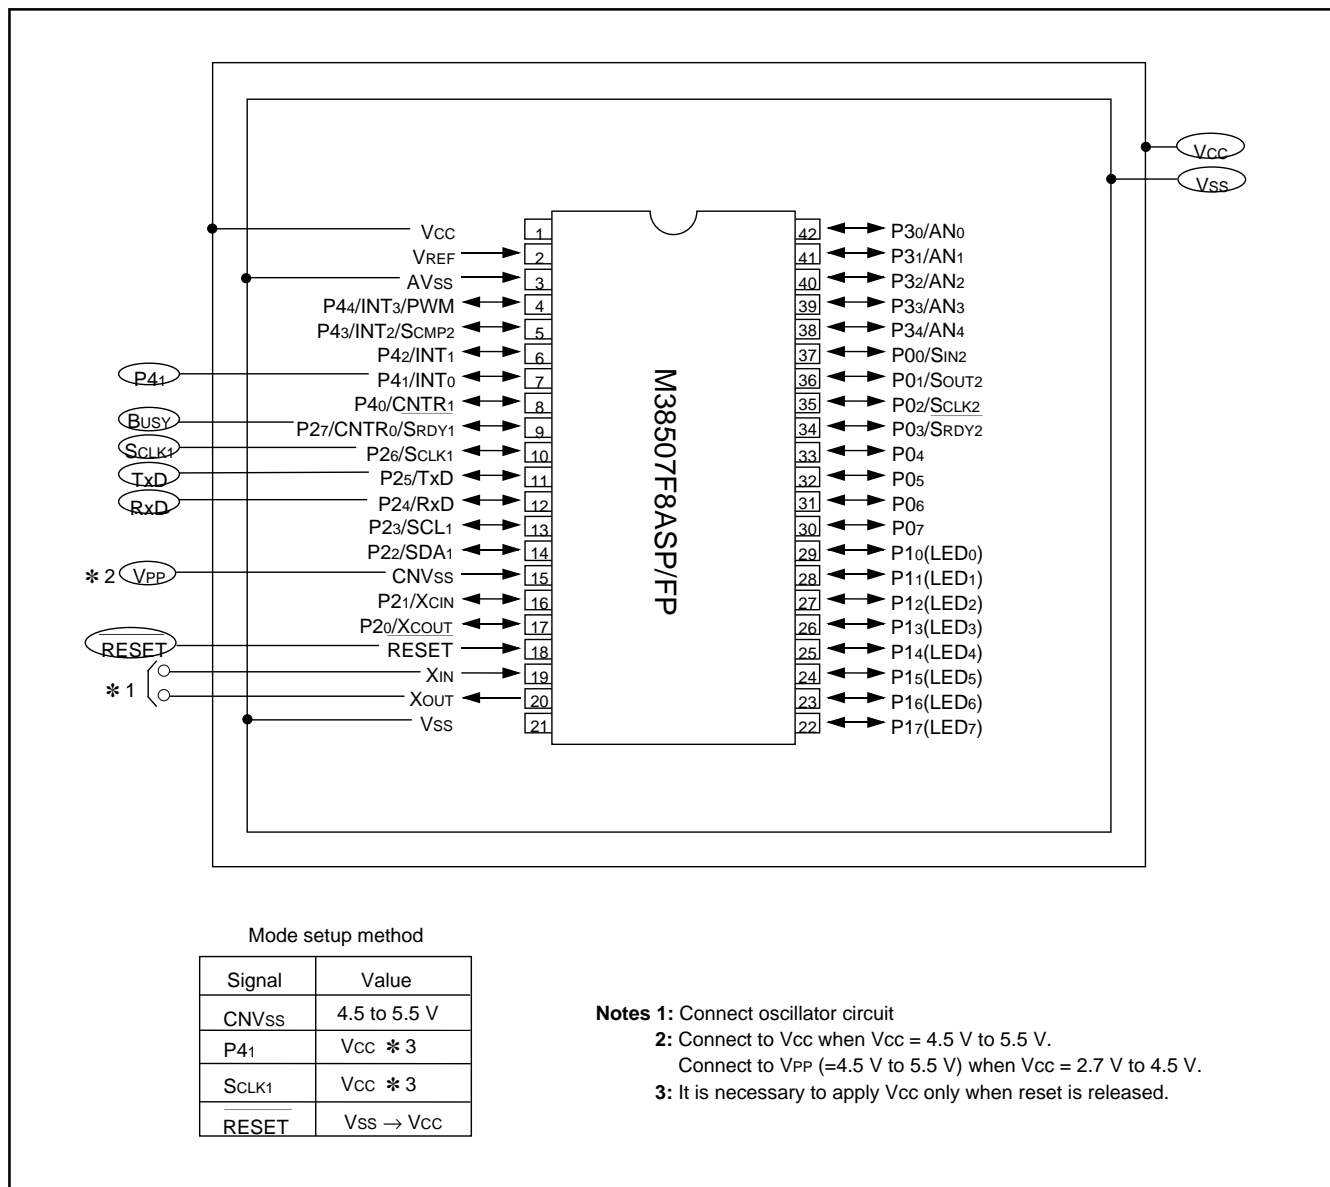 VCC
VSS
VCC 1 42 P30/AN0
VREF 2 41 P31/AN1
AVSS 3 40 P32/AN2
P44/INT3/PWM 4 39 P33/AN3
P43/INT2/SCMP2 5 38 P34/AN4
P42/INT1 6 37 P00/SIN2
P41 P41/INT0 7 36 P01/SOUT2
P40/CNTR1 8 35 P02/SCLK2
BUSY P27/CNTR0/SRDY1 9 34 P03/SRDY2
SCLK1 P26/SCLK1 10 33 P04
TxD P25/TxD 11 32 P05
RxD P24/RxD 12 31 P06
P23/SCL1 13 30 P07
P22/SDA1 14 29 P10(LED0)
✻ 2 VPP CNVSS 15 28 P11(LED1)
P21/XCIN 16 27 P12(LED2)
P20/XCOUT 17 26 P13(LED3)
RESET RESET 18 25 P14(LED4)
✻ 1 XIN 19 24 P15(LED5)
XOUT 20 23 P16(LED6)
VSS 21 22 P17(LED7)
M38507F8ASP/FP
Mode setup method
Signal Value
CNVSS 4.5 to 5.5 V
P41 VCC ✻ 3
SCLK1 VCC ✻ 3
RESET VSS → VCC
Notes 1: Connect oscillator circuit
2: Connect to Vcc when Vcc = 4.5 V to 5.5 V.
Connect to VPP (=4.5 V to 5.5 V) when Vcc = 2.7 V to 4.5 V.
3: It is necessary to apply Vcc only when reset is released.